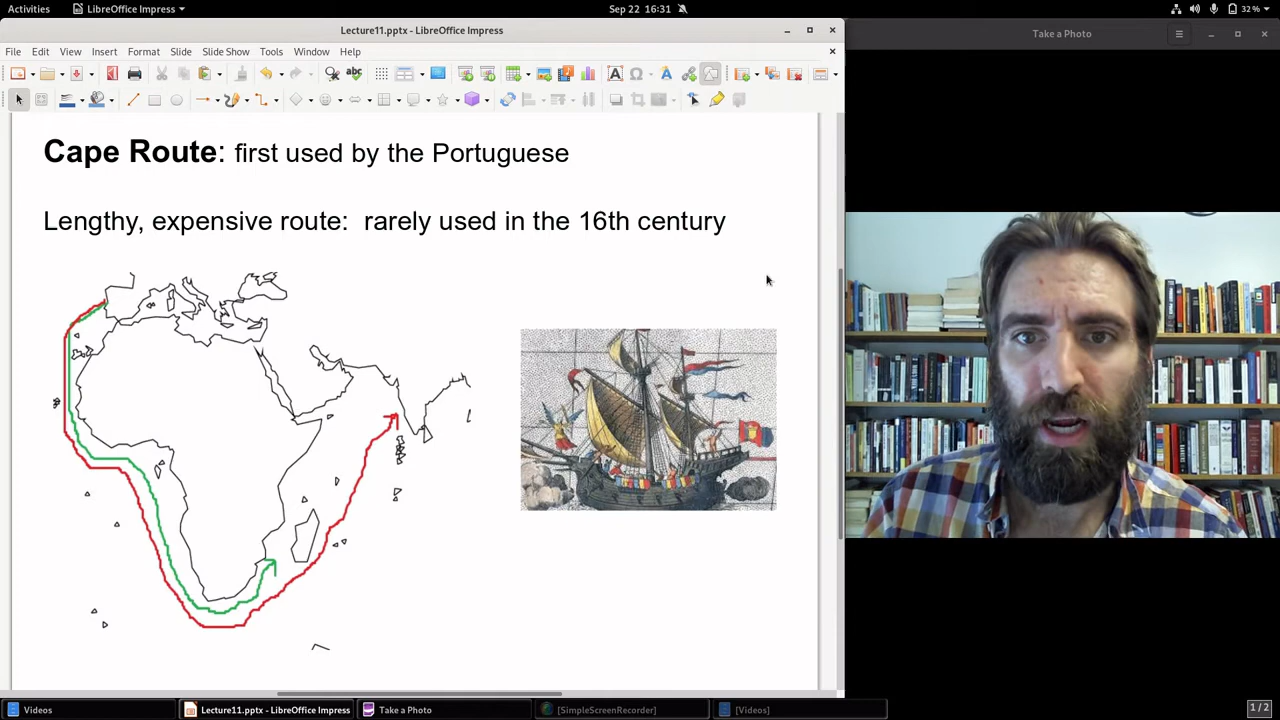 Activities
LibreOffice Impress
Sep 22 16:31
32%
Lecture11.pptx - LibreOffice Impress
Take a Photo
File Edit View Insert Format Slide Slide Show Tools Window Help
Cape Route: first used by the Portuguese
Lengthy, expensive route: rarely used in the 16th century
Videos
Lecture11.pptx - LibreOffice Impress
Take a Photo
[SimpleScreenRecorder]
[Videos]
1/2